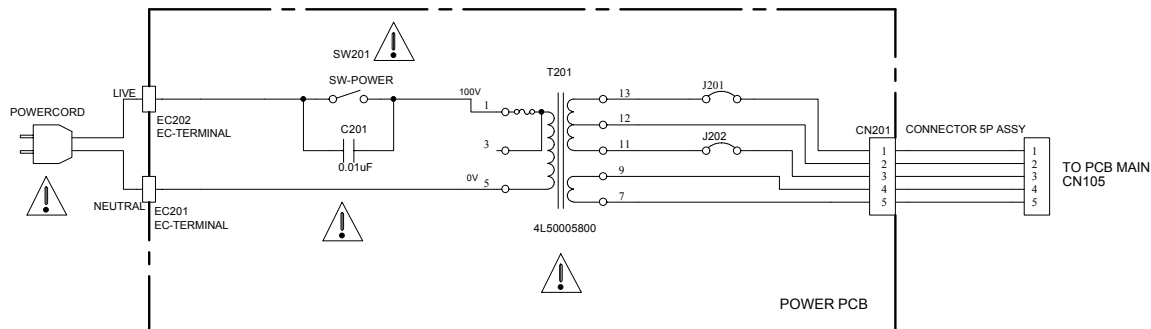 SW201
SW-POWER
T201
LIVE
100V
1
13
J201
POWERCORD
EC202
EC-TERMINAL
C201
0.01uF
3
12
11
J202
CN201
CONNECTOR 5P ASSY
1
2
3
4
5
1
2
3
4
5
TO PCB MAIN
CN105
0V
5
9
7
NEUTRAL
EC201
EC-TERMINAL
4L50005800
POWER PCB